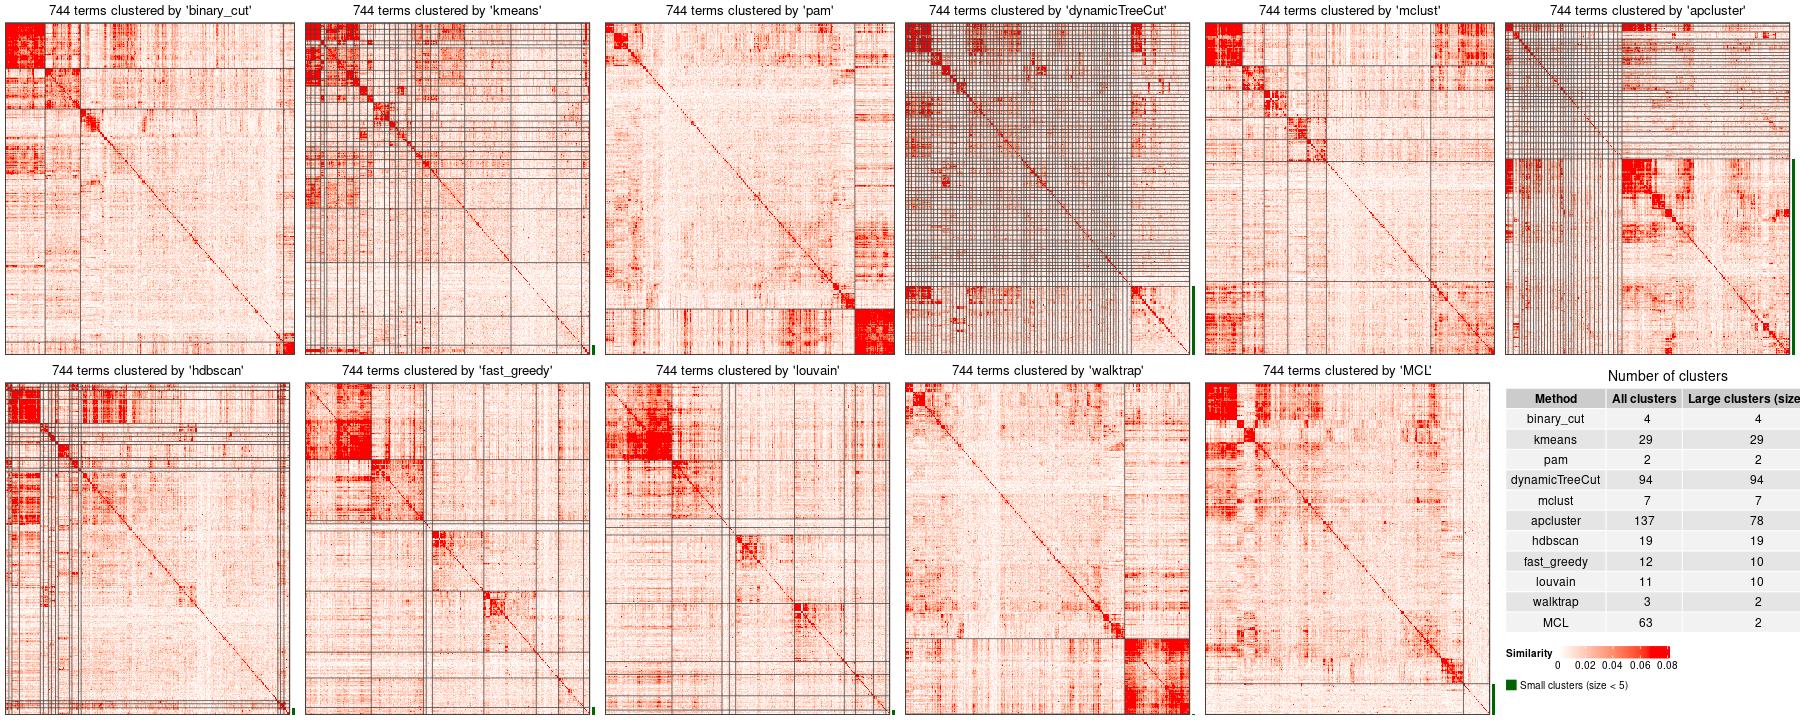 744 terms clustered by 'binary_cut'
744 terms clustered by 'kmeans'
744 terms clustered by 'pam'
744 terms clustered by 'dynamicTreeCut'
744 terms clustered by 'mclust'
744 terms clustered by 'apcluster'
744 terms clustered by 'hdbscan'
744 terms clustered by 'fast_greedy'
744 terms clustered by 'louvain'
744 terms clustered by 'walktrap'
744 terms clustered by 'MCL'
Number of clusters
Method All clusters Large clusters (size
binary_cut 4 4
kmeans 29 29
pam 2 2
dynamicTreeCut 94 94
mclust 7 7
apcluster 137 78
hdbscan 19 19
fast_greedy 12 10
louvain 11 10
walktrap 3 2
MCL 63 2
Similarity
0 0.02 0.04 0.06 0.08
Small clusters (size < 5)